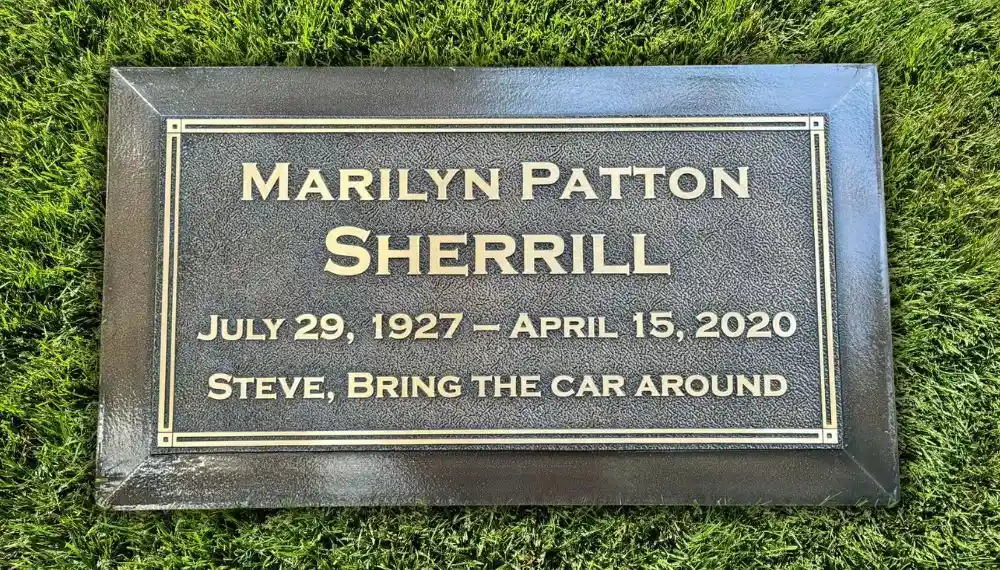 MARILYN PATTON
SHERRILL
JULY 29, 1927 – APRIL 15, 2020
STEVE, BRING THE CAR AROUND